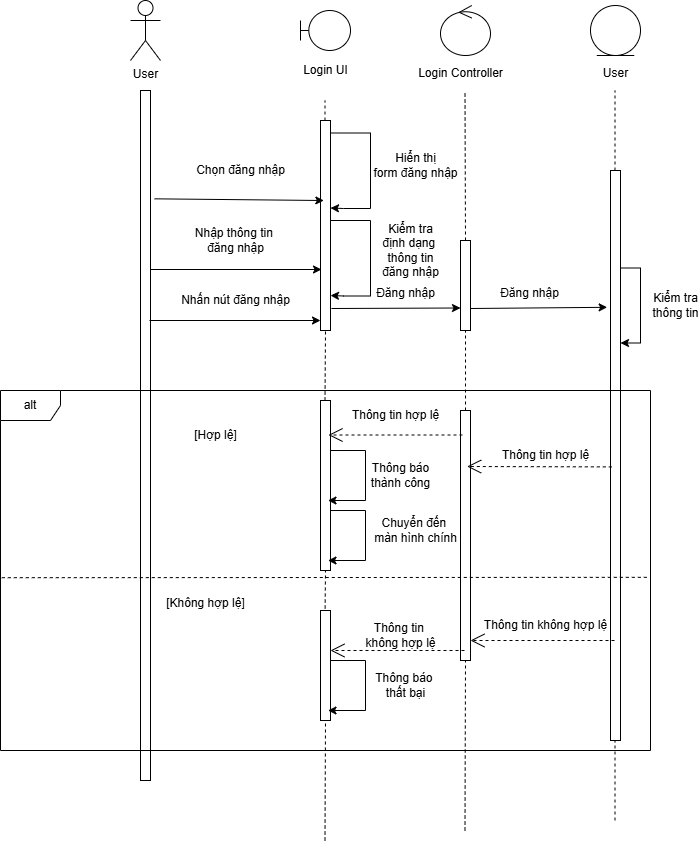 User
Login UI
Login Controller
User
Chọn đăng nhập
Hiển thị
form đăng nhập
Nhập thông tin
đăng nhập
Kiểm tra
định dạng
thông tin
đăng nhập
Nhấn nút đăng nhập
Đăng nhập
Đăng nhập
Kiểm tra
thông tin
alt
[Hợp lệ]
Thông tin hợp lệ
Thông tin hợp lệ
Thông báo
thành công
Chuyển đến
màn hình chính
[Không hợp lệ]
Thông tin không hợp lệ
Thông tin
không hợp lệ
Thông báo
thất bại